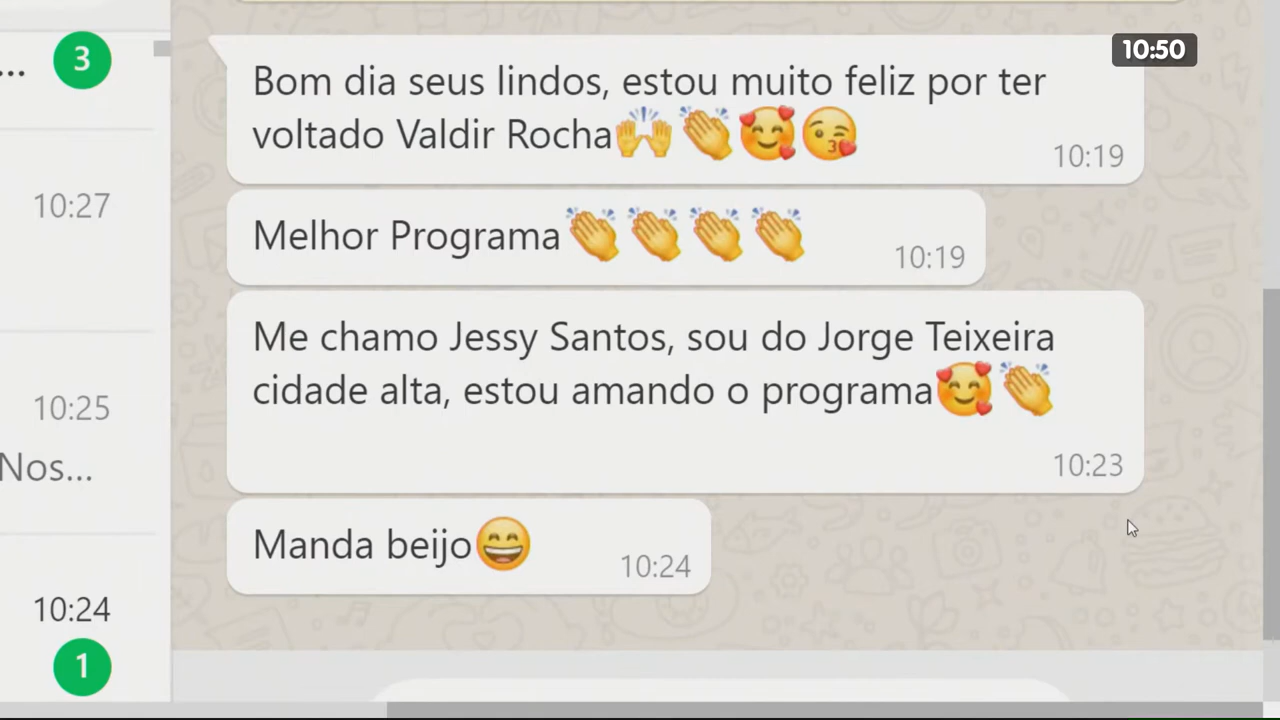 10:50
3
...
Bom dia seus lindos, estou muito feliz por ter
voltado Valdir Rocha🙌👏🥰😘
10:19
10:27
Melhor Programa👏👏👏👏
10:19
Me chamo Jessy Santos, sou do Jorge Teixeira
cidade alta, estou amando o programa🥰👏
10:23
10:25
Nos...
Manda beijo😄
10:24
10:24
1